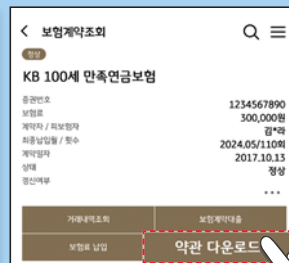 보험계약조회
정상
KB 100세 만족연금보험
증권번호 1234567890
보험료 300,000원
계약자 / 피보험자 김*라
최종납입월 / 횟수 2024.05/110회
계약일자 2017.10.13
상태 정상
갱신여부
거래내역조회 보험계약대출
보험료 납입 약관 다운로드